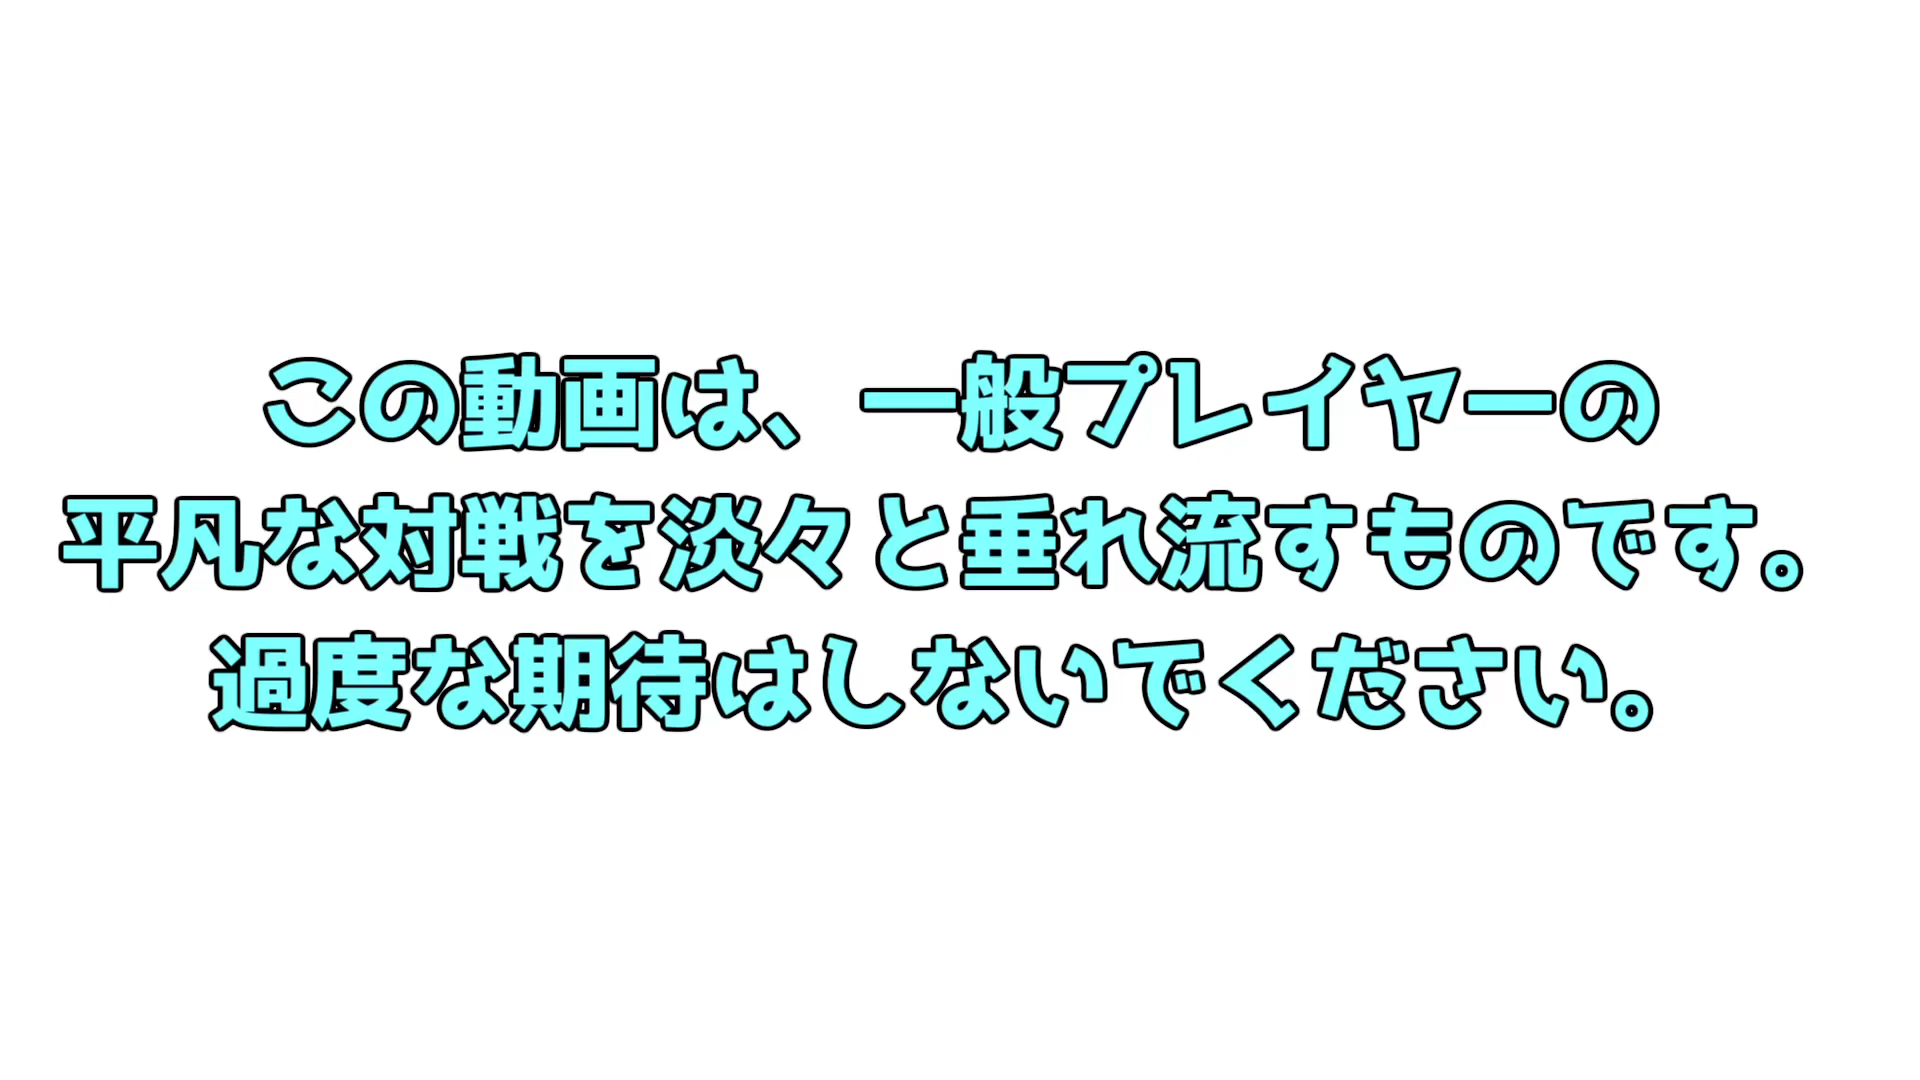 この動画は、一般プレイヤーの
平凡な対戦を淡々と垂れ流すものです。
過度な期待はしないでください。